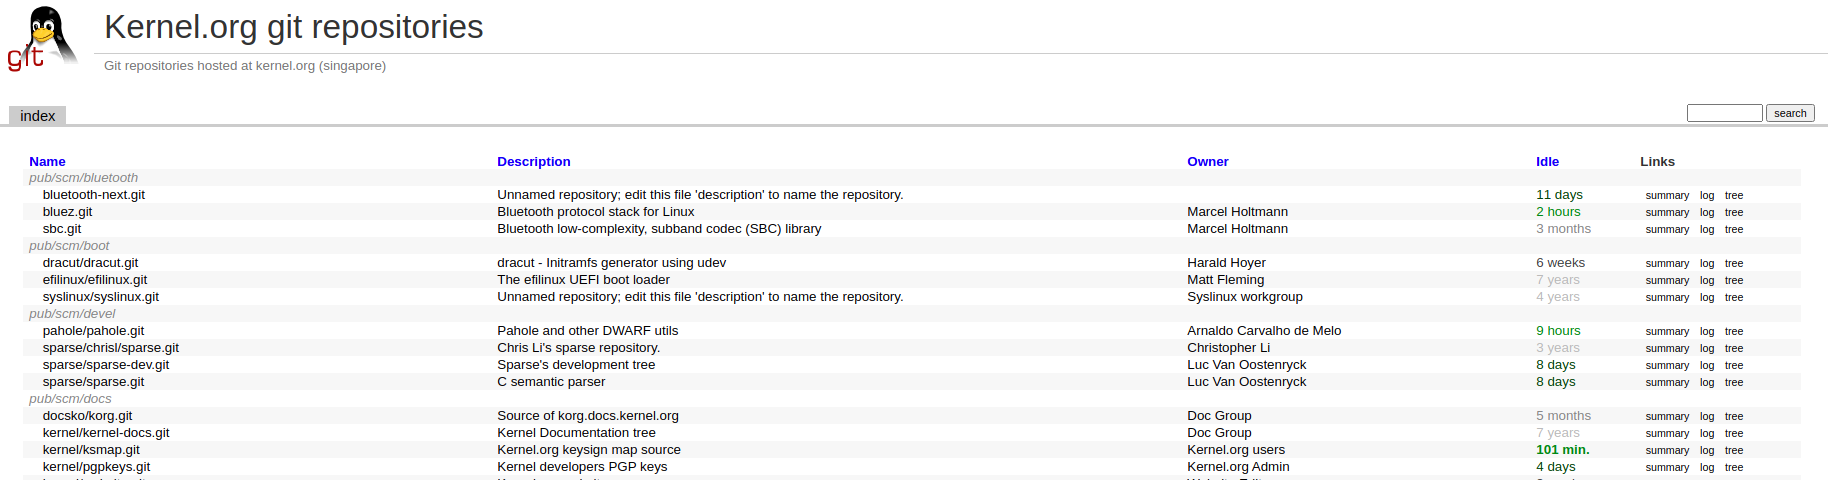 git
Kernel.org git repositories
Git repositories hosted at kernel.org (singapore)
index search
Name Description Owner Idle Links
pub/scm/bluetooth
bluetooth-next.git Unnamed repository; edit this file 'description' to name the repository. 11 days summary log tree
bluez.git Bluetooth protocol stack for Linux Marcel Holtmann 2 hours summary log tree
sbc.git Bluetooth low-complexity, subband codec (SBC) library Marcel Holtmann 3 months summary log tree
pub/scm/boot
dracut/dracut.git dracut - Initramfs generator using udev Harald Hoyer 6 weeks summary log tree
efilinux/efilinux.git The efilinux UEFI boot loader Matt Fleming 7 years summary log tree
syslinux/syslinux.git Unnamed repository; edit this file 'description' to name the repository. Syslinux workgroup 4 years summary log tree
pub/scm/devel
pahole/pahole.git Pahole and other DWARF utils Arnaldo Carvalho de Melo 9 hours summary log tree
sparse/chrisl/sparse.git Chris Li's sparse repository. Christopher Li 3 years summary log tree
sparse/sparse-dev.git Sparse's development tree Luc Van Oostenryck 8 days summary log tree
sparse/sparse.git C semantic parser Luc Van Oostenryck 8 days summary log tree
pub/scm/docs
docsko/korg.git Source of korg.docs.kernel.org Doc Group 5 months summary log tree
kernel/kernel-docs.git Kernel Documentation tree Doc Group 7 years summary log tree
kernel/ksmap.git Kernel.org keysign map source Kernel.org users 101 min. summary log tree
kernel/pgpkeys.git Kernel developers PGP keys Kernel.org Admin 4 days summary log tree